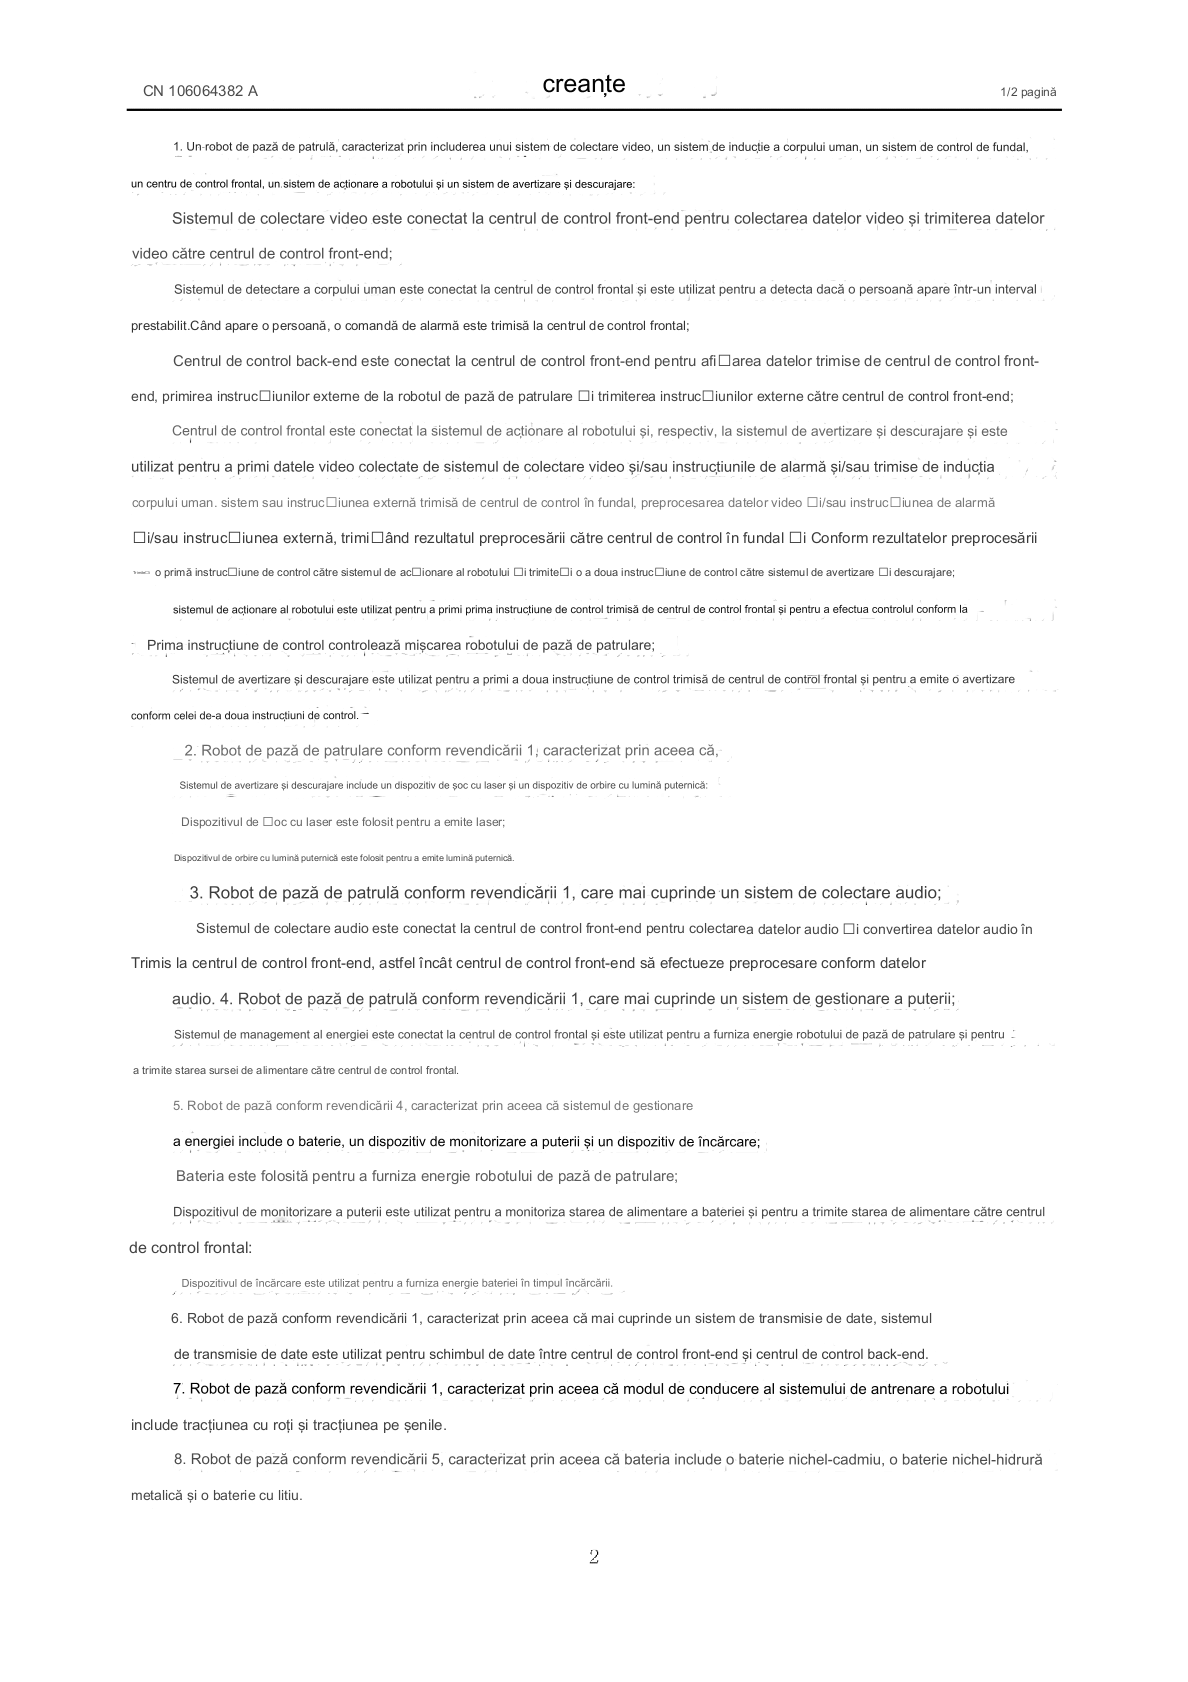 CN 106064382 A
creanțe
1/2 pagină
1. Un robot de pază de patrulă, caracterizat prin includerea unui sistem de colectare video, un sistem de inducție a corpului uman, un sistem de control de fundal,
un centru de control frontal, un sistem de acționare a robotului și un sistem de avertizare și descurajare:
Sistemul de colectare video este conectat la centrul de control front-end pentru colectarea datelor video și trimiterea datelor
video către centrul de control front-end;
Sistemul de detectare a corpului uman este conectat la centrul de control frontal și este utilizat pentru a detecta dacă o persoană apare într-un interval
prestabilit.Când apare o persoană, o comandă de alarmă este trimisă la centrul de control frontal;
Centrul de control back-end este conectat la centrul de control front-end pentru afi□area datelor trimise de centrul de control front-
end, primirea instruc□iunilor externe de la robotul de pază de patrulare □i trimiterea instruc□iunilor externe către centrul de control front-end;
Centrul de control frontal este conectat la sistemul de acționare al robotului și, respectiv, la sistemul de avertizare și descurajare și este
utilizat pentru a primi datele video colectate de sistemul de colectare video și/sau instrucțiunile de alarmă și/sau trimise de inducția
corpului uman. sistem sau instruc□iunea externă trimisă de centrul de control în fundal, preprocesarea datelor video □i/sau instruc□iunea de alarmă
□i/sau instruc□iunea externă, trimi□ând rezultatul preprocesării către centrul de control în fundal □i Conform rezultatelor preprocesării
o primă instruc□iune de control către sistemul de ac□ionare al robotului □i trimite□i o a doua instruc□iune de control către sistemul de avertizare □i descurajare;
sistemul de acționare al robotului este utilizat pentru a primi prima instrucțiune de control trimisă de centrul de control frontal și pentru a efectua controlul conform la
Prima instrucțiune de control controlează mișcarea robotului de pază de patrulare;
Sistemul de avertizare și descurajare este utilizat pentru a primi a doua instrucțiune de control trimisă de centrul de control frontal și pentru a emite o avertizare
conform celei de-a doua instrucțiuni de control.
2. Robot de pază de patrulare conform revendicării 1, caracterizat prin aceea că,
Sistemul de avertizare și descurajare include un dispozitiv de șoc cu laser și un dispozitiv de orbire cu lumină puternică:
Dispozitivul de □oc cu laser este folosit pentru a emite laser;
Dispozitivul de orbire cu lumină puternică este folosit pentru a emite lumină puternică.
3. Robot de pază de patrulă conform revendicării 1, care mai cuprinde un sistem de colectare audio;
Sistemul de colectare audio este conectat la centrul de control front-end pentru colectarea datelor audio □i convertirea datelor audio în
Trimis la centrul de control front-end, astfel încât centrul de control front-end să efectueze preprocesare conform datelor
audio. 4. Robot de pază de patrulă conform revendicării 1, care mai cuprinde un sistem de gestionare a puterii;
Sistemul de management al energiei este conectat la centrul de control frontal și este utilizat pentru a furniza energie robotului de pază de patrulare și pentru
a trimite starea sursei de alimentare către centrul de control frontal.
5. Robot de pază conform revendicării 4, caracterizat prin aceea că sistemul de gestionare
a energiei include o baterie, un dispozitiv de monitorizare a puterii și un dispozitiv de încărcare;
Bateria este folosită pentru a furniza energie robotului de pază de patrulare;
Dispozitivul de monitorizare a puterii este utilizat pentru a monitoriza starea de alimentare a bateriei și pentru a trimite starea de alimentare către centrul
de control frontal:
Dispozitivul de încărcare este utilizat pentru a furniza energie bateriei în timpul încărcării.
6. Robot de pază conform revendicării 1, caracterizat prin aceea că mai cuprinde un sistem de transmisie de date, sistemul
de transmisie de date este utilizat pentru schimbul de date între centrul de control front-end și centrul de control back-end.
7. Robot de pază conform revendicării 1, caracterizat prin aceea că modul de conducere al sistemului de antrenare a robotului
include tracțiunea cu roți și tracțiunea pe șenile.
8. Robot de pază conform revendicării 5, caracterizat prin aceea că bateria include o baterie nichel-cadmiu, o baterie nichel-hidrură
metalică și o baterie cu litiu.
2